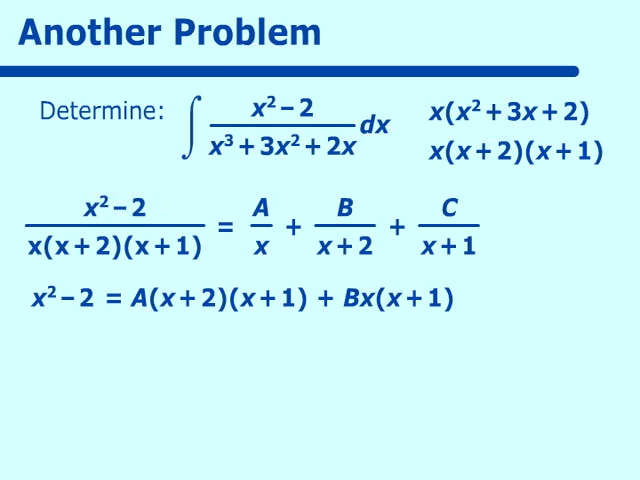 Another Problem
Determine: ∫ x² – 2 / x³ + 3x² + 2x dx
x(x² + 3x + 2)
x(x + 2)(x + 1)
x² – 2 / x(x + 2)(x + 1) = A / x + B / x + 2 + C / x + 1
x² – 2 = A(x + 2)(x + 1) + Bx(x + 1)